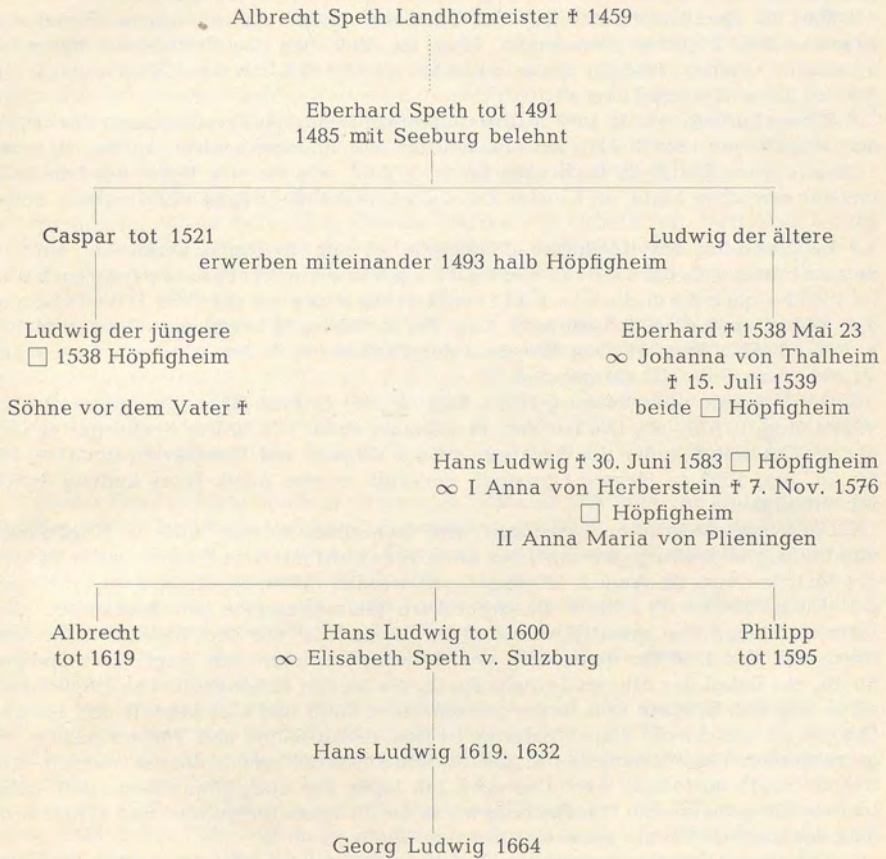 Albrecht Speth Landhofmeister † 1459
Eberhard Speth tot 1491
1485 mit Seeburg belehnt
Caspar tot 1521
Ludwig der ältere
erwerben miteinander 1493 halb Höpfigheim
Ludwig der jüngere
□ 1538 Höpfigheim
Söhne vor dem Vater †
Eberhard † 1538 Mai 23
∞ Johanna von Thalheim
† 15. Juli 1539
beide □ Höpfigheim
Hans Ludwig † 30. Juni 1583 □ Höpfigheim
∞ I Anna von Herberstein † 7. Nov. 1576
□ Höpfigheim
II Anna Maria von Plieningen
Albrecht
tot 1619
Hans Ludwig tot 1600
∞ Elisabeth Speth v. Sulzburg
Philipp
tot 1595
Hans Ludwig 1619, 1632
Georg Ludwig 1664